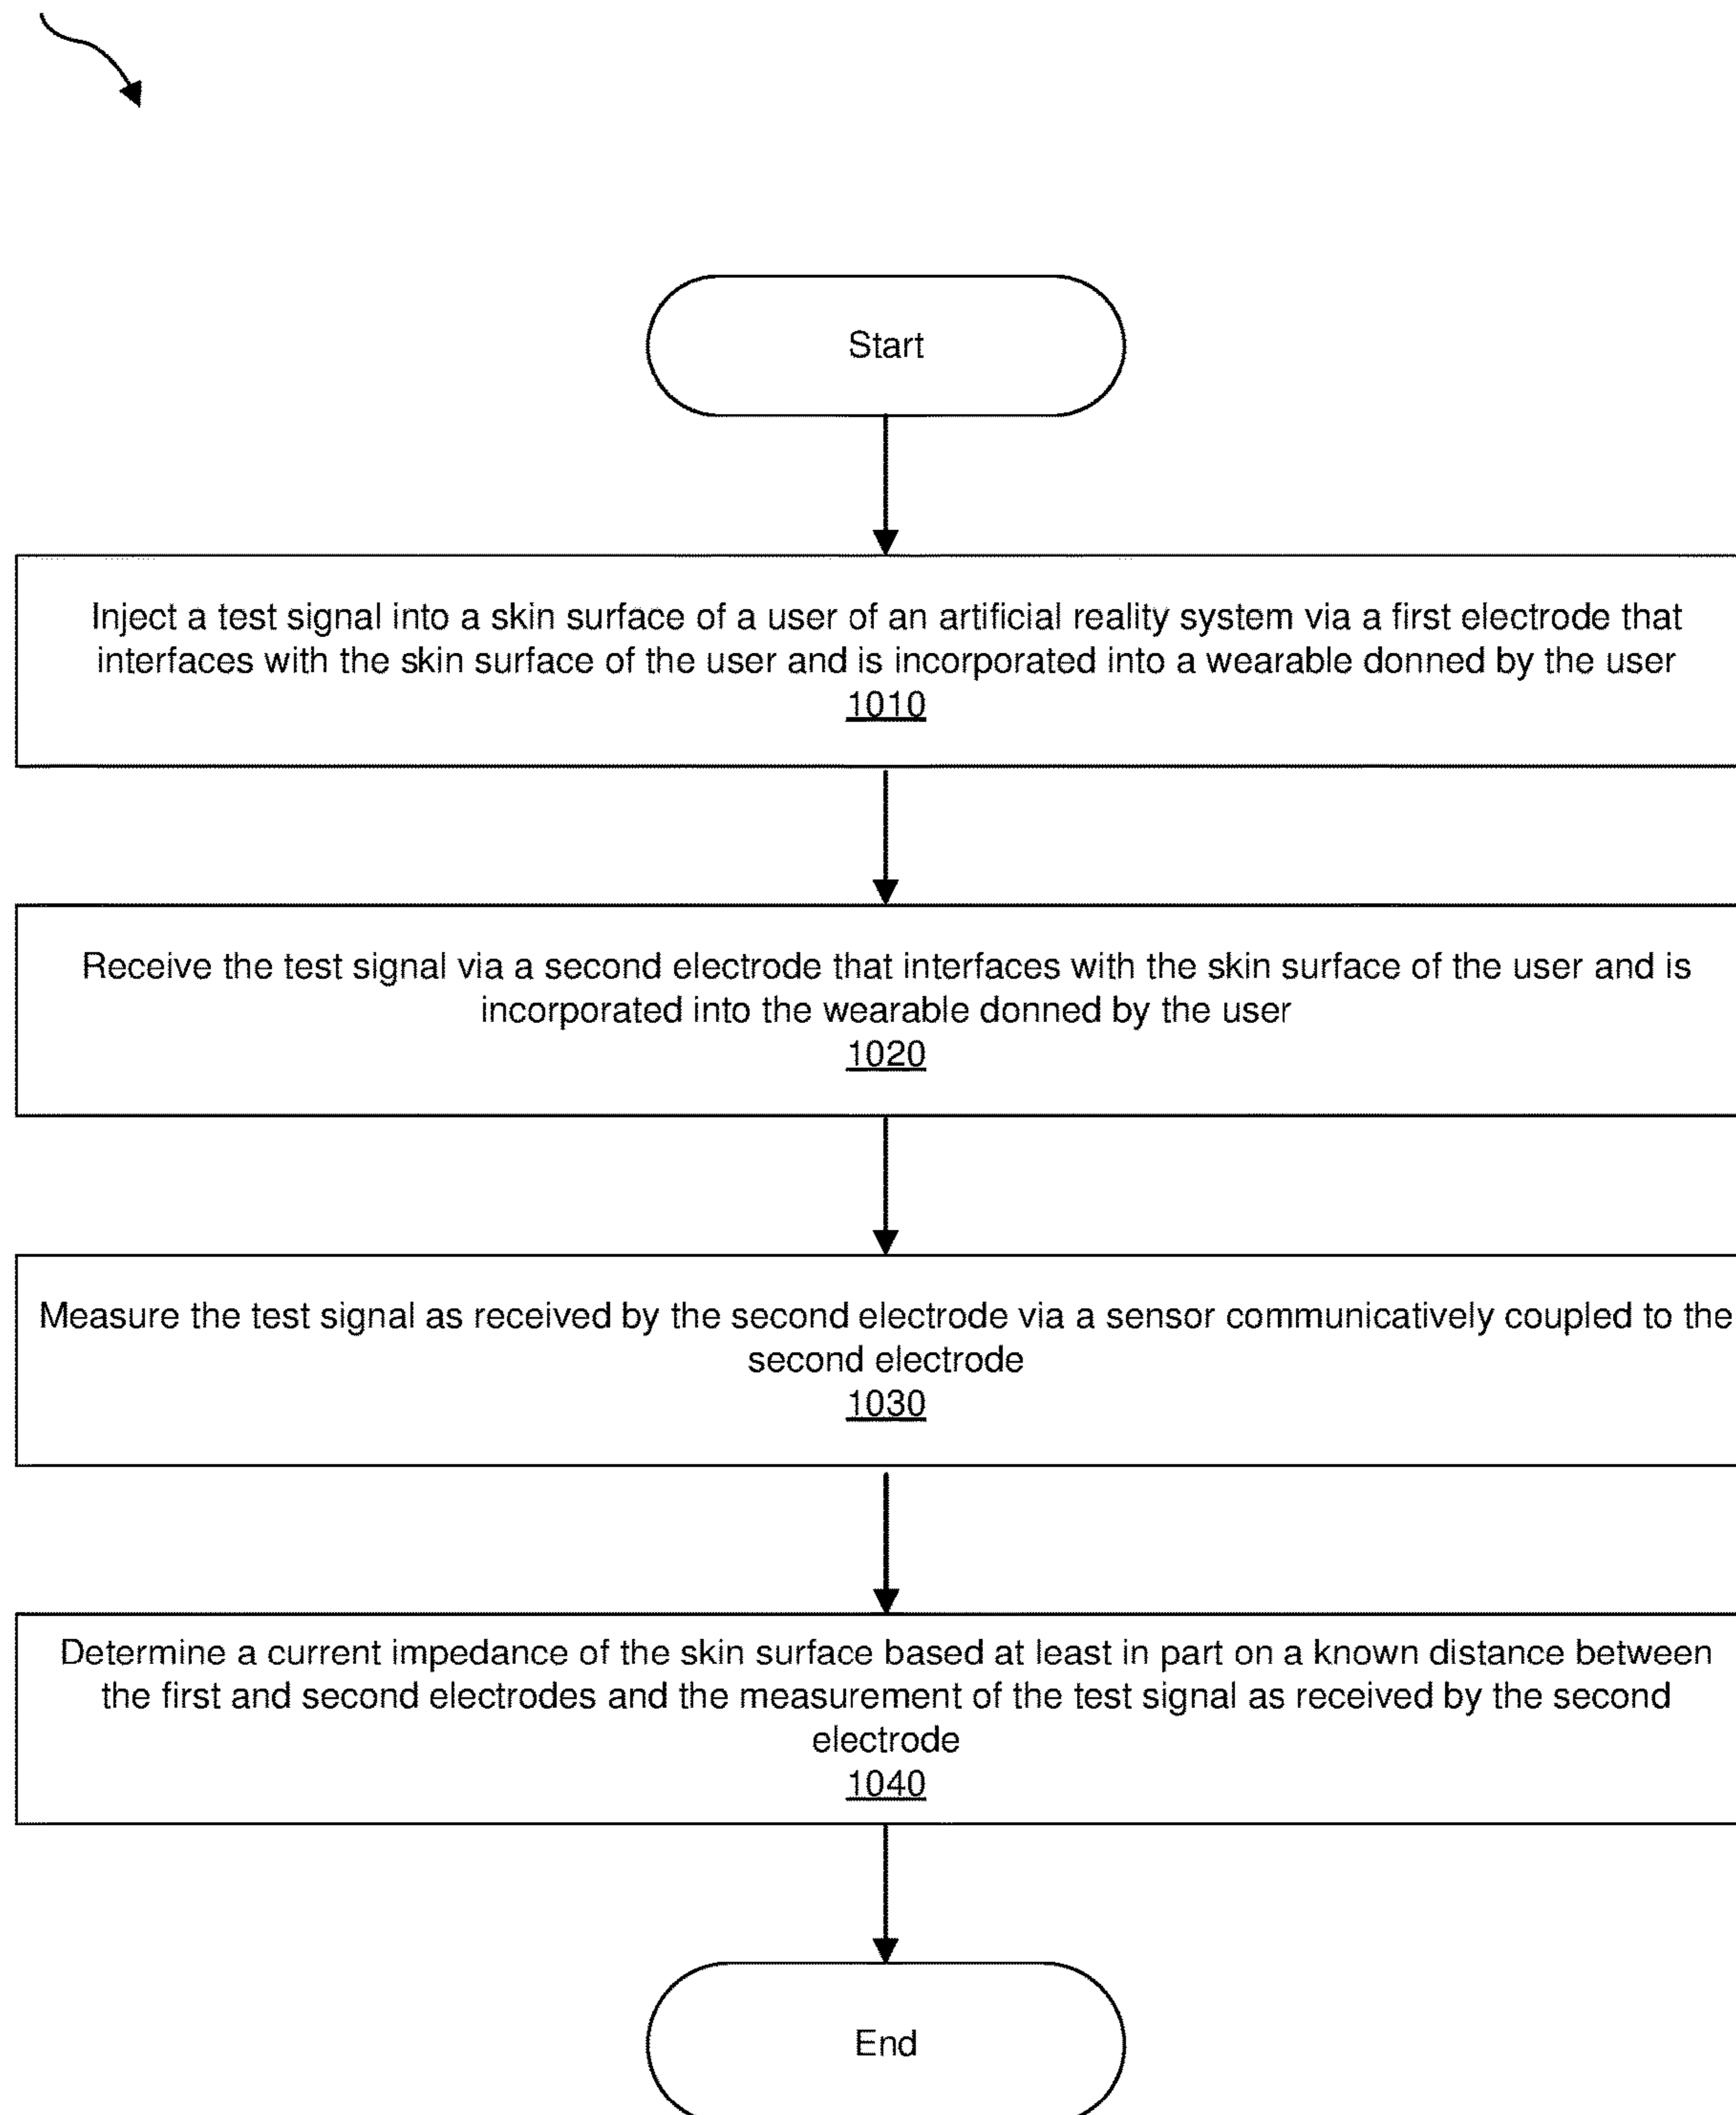 Start
Inject a test signal into a skin surface of a user of an artificial reality system via a first electrode that
interfaces with the skin surface of the user and is incorporated into a wearable donned by the user
1010
Receive the test signal via a second electrode that interfaces with the skin surface of the user and is
incorporated into the wearable donned by the user
1020
Measure the test signal as received by the second electrode via a sensor communicatively coupled to the
second electrode
1030
Determine a current impedance of the skin surface based at least in part on a known distance between
the first and second electrodes and the measurement of the test signal as received by the second
electrode
1040
End